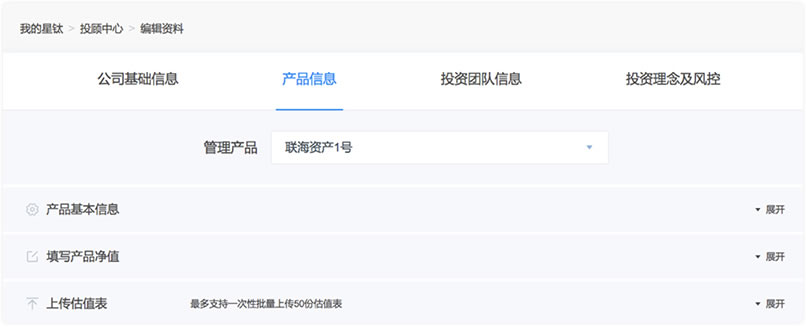 我的星钛 > 投顾中心 > 编辑资料
公司基础信息 产品信息 投资团队信息 投资理念及风控
管理产品 联海资产1号
产品基本信息 展开
填写产品净值 展开
上传估值表 最多支持一次性批量上传50份估值表 展开